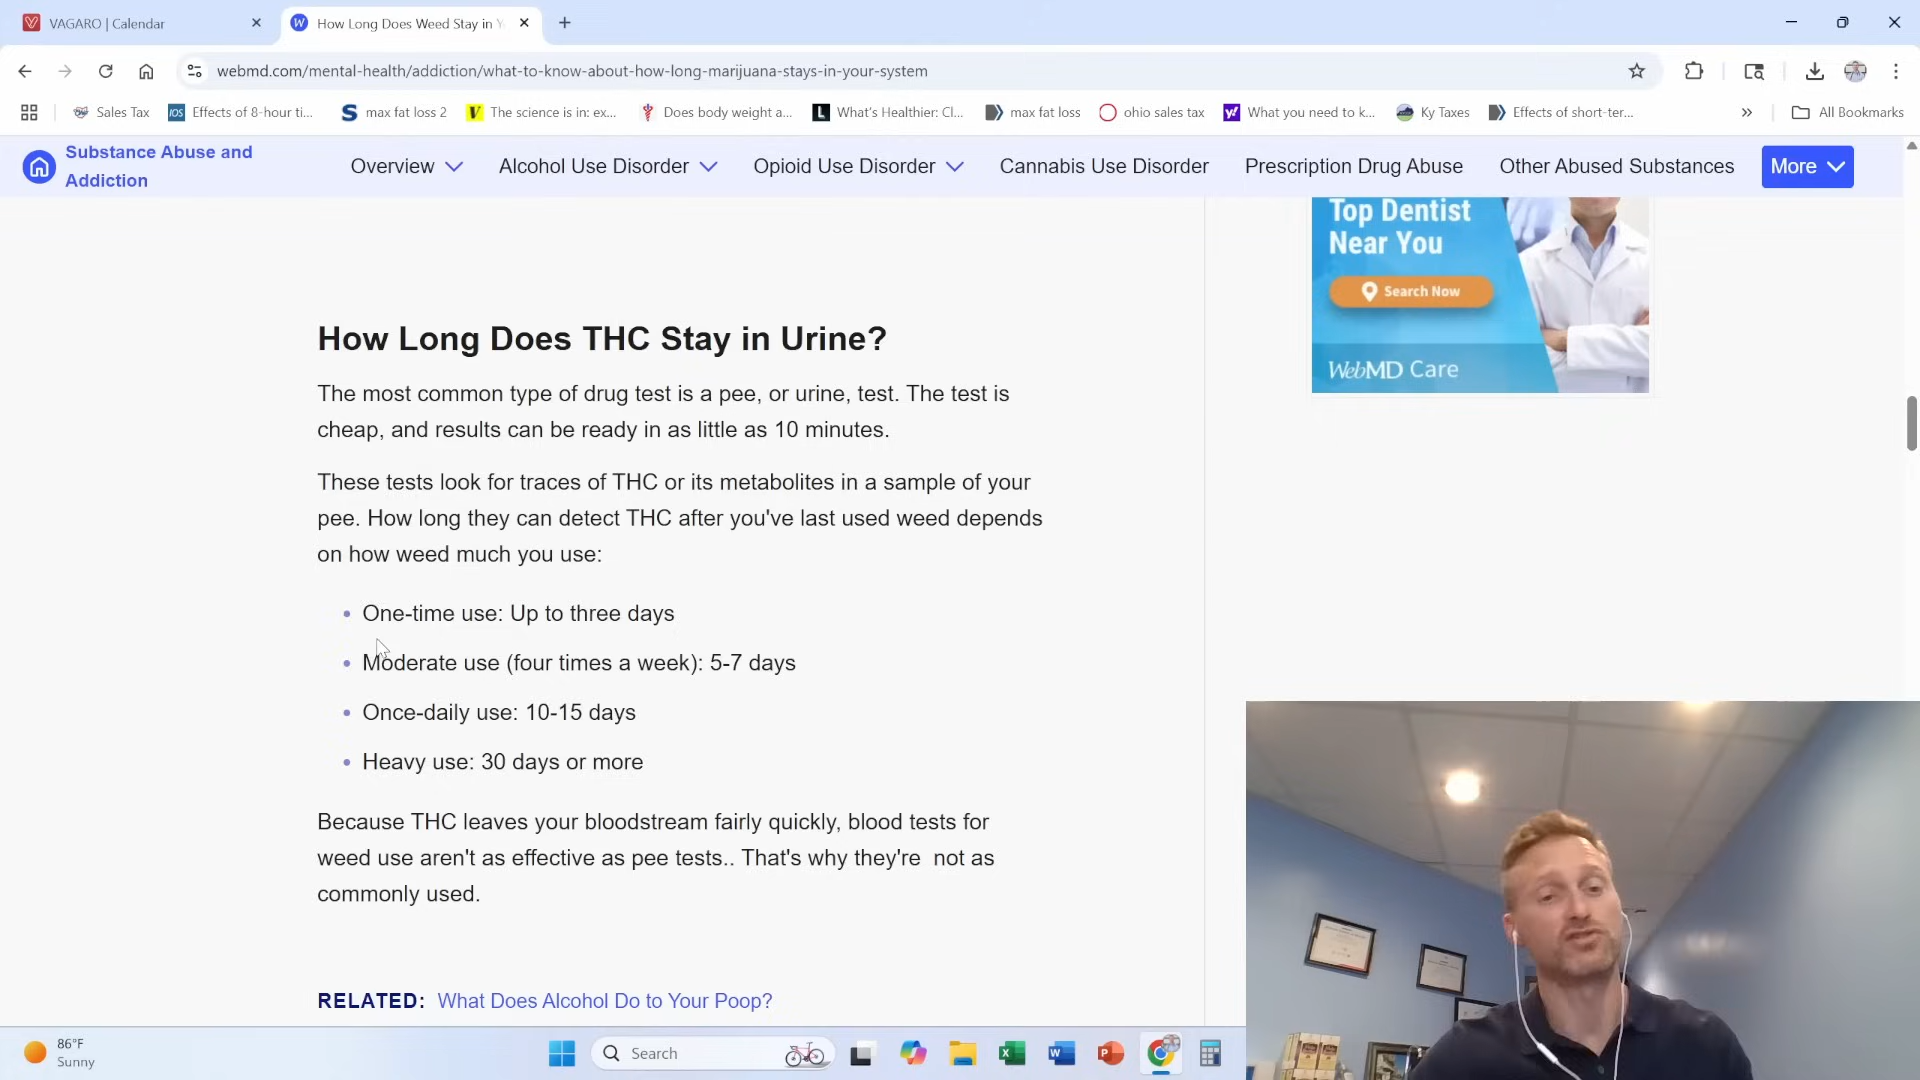 VAGARO | Calendar
How Long Does Weed Stay in Y
webmd.com/mental-health/addiction/what-to-know-about-how-long-marijuana-stays-in-your-system
Sales Tax
JOS Effects of 8-hour ti...
S max fat loss 2
V The science is in: ex...
Does body weight a...
L What's Healthier: Cl...
max fat loss
ohio sales tax
What you need to k...
Ky Taxes
Effects of short-ter...
»
All Bookmarks
Substance Abuse and
Addiction
Overview
Alcohol Use Disorder
Opioid Use Disorder
Cannabis Use Disorder
Prescription Drug Abuse
Other Abused Substances
More
Top Dentist
Near You
Search Now
WebMD Care
How Long Does THC Stay in Urine?
The most common type of drug test is a pee, or urine, test. The test is
cheap, and results can be ready in as little as 10 minutes.
These tests look for traces of THC or its metabolites in a sample of your
pee. How long they can detect THC after you've last used weed depends
on how weed much you use:
• One-time use: Up to three days
• Moderate use (four times a week): 5-7 days
• Once-daily use: 10-15 days
• Heavy use: 30 days or more
Because THC leaves your bloodstream fairly quickly, blood tests for
weed use aren't as effective as pee tests.. That's why they're not as
commonly used.
RELATED: What Does Alcohol Do to Your Poop?
86°F
Sunny
Search